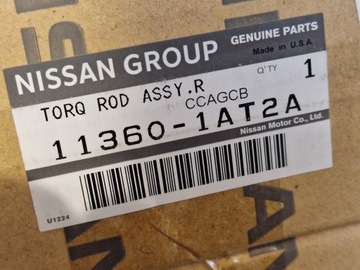 NISSAN GROUP
GENUINE PARTS
Made in U.S.A.
TORQ ROD ASSY.R
CCAGCB
Q'TY 1
11360-1AT2A
Nissan Motor Co., Ltd.
U1224